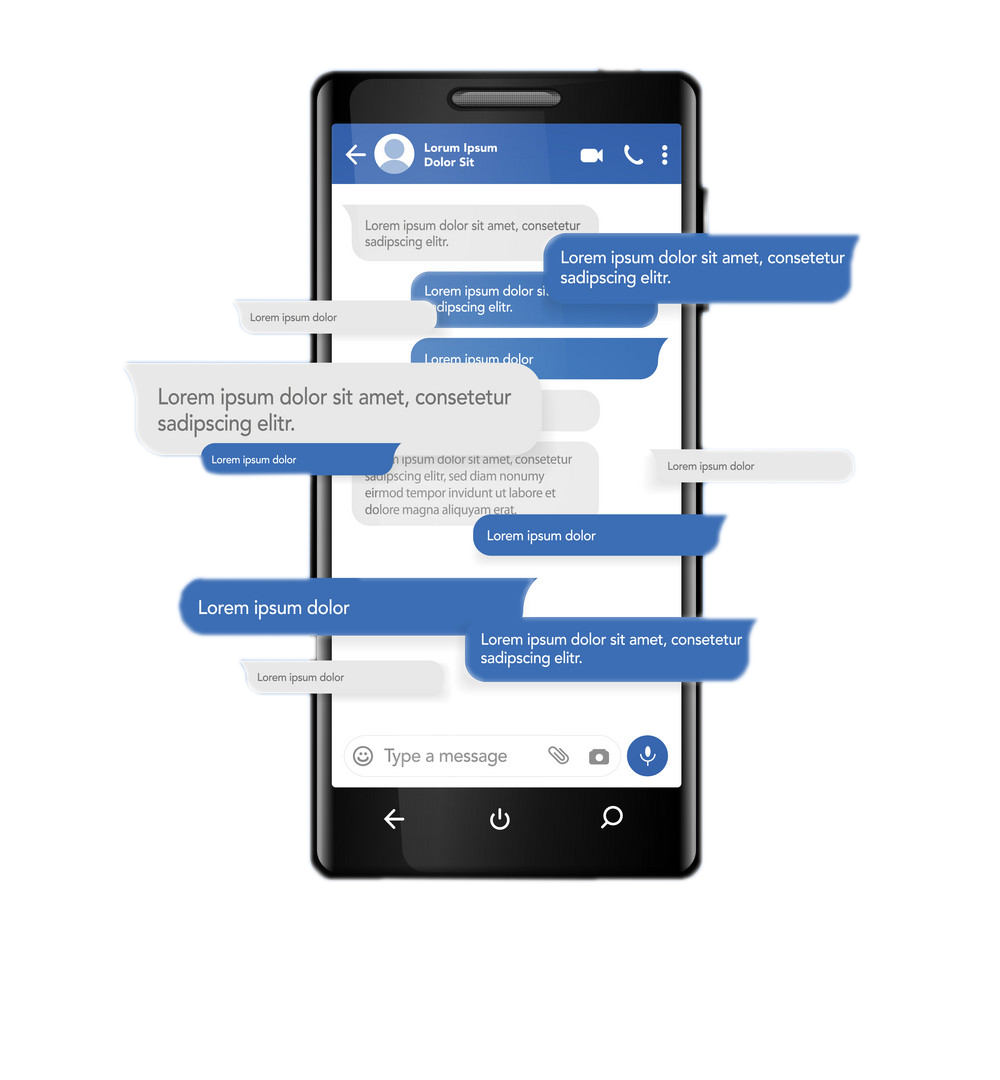 Lorum Ipsum
Dolor Sit
Lorem ipsum dolor sit amet, consetetur
sadipscing elitr.
Lorem ipsum dolor sit amet, consetetur
sadipscing elitr.
Lorem ipsum dolor
dipscing elitr.
Lorem ipsum dolor
Lorem ipsum dolor
Lorem ipsum dolor sit amet, consetetur
sadipscing elitr.
Lorem ipsum dolor
ipsum dolor sit amet, consetetur
sadipscing elitr, sed diam nonumy
eirmod tempor invidunt ut labore et
dolore magna aliquyam erat.
Lorem ipsum dolor
Lorem ipsum dolor
Lorem ipsum dolor
Lorem ipsum dolor sit amet, consetetur
sadipscing elitr.
Lorem ipsum dolor
Type a message